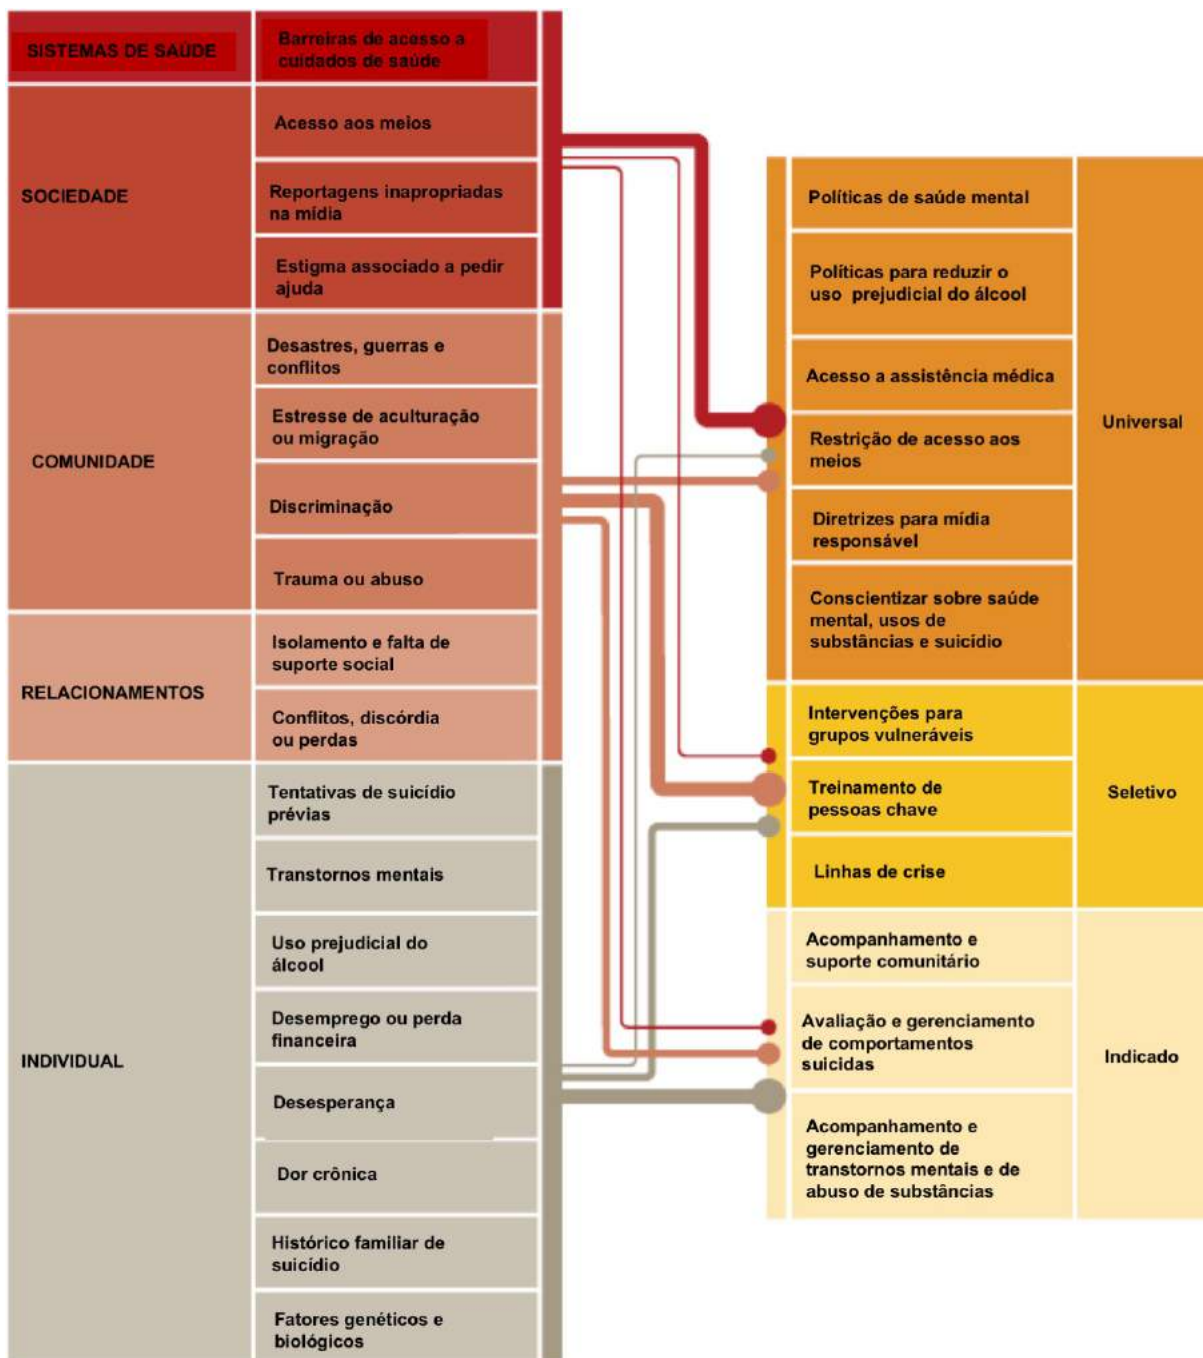 SISTEMAS DE SAÚDE
Barreiras de acesso a
cuidados de saúde
SOCIEDADE
Acesso aos meios
Reportagens inapropriadas
na mídia
Estigma associado a pedir
ajuda
COMUNIDADE
Desastres, guerras e
conflitos
Estresse de aculturação
ou migração
Discriminação
Trauma ou abuso
RELACIONAMENTOS
Isolamento e falta de
suporte social
Conflitos, discórdia
ou perdas
INDIVIDUAL
Tentativas de suicídio
prévias
Transtornos mentais
Uso prejudicial do
álcool
Desemprego ou perda
financeira
Desesperança
Dor crônica
Histórico familiar de
suicídio
Fatores genéticos e
biológicos
Políticas de saúde mental
Políticas para reduzir o
uso prejudicial do álcool
Acesso a assistência médica
Restrição de acesso aos
meios
Diretrizes para mídia
responsável
Conscientizar sobre saúde
mental, usos de
substâncias e suicídio
Universal
Intervenções para
grupos vulneráveis
Treinamento de
pessoas chave
Linhas de crise
Seletivo
Acompanhamento e
suporte comunitário
Avaliação e gerenciamento
de comportamentos
suicidas
Acompanhamento e
gerenciamento de
transtornos mentais e de
abuso de substâncias
Indicado